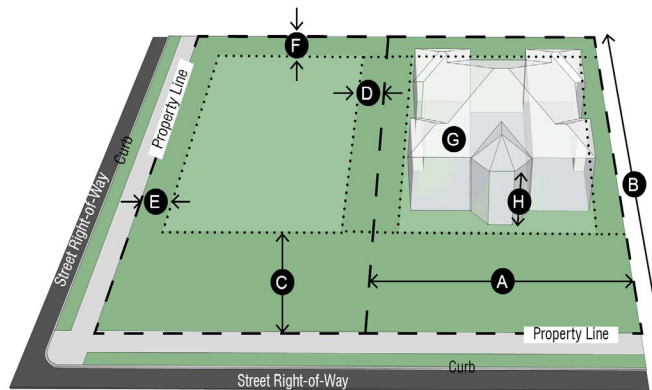 F
Property Line
D
Curb
G
B
Street Right-of-Way
E
H
C
A
Property Line
Curb
Street Right-of-Way